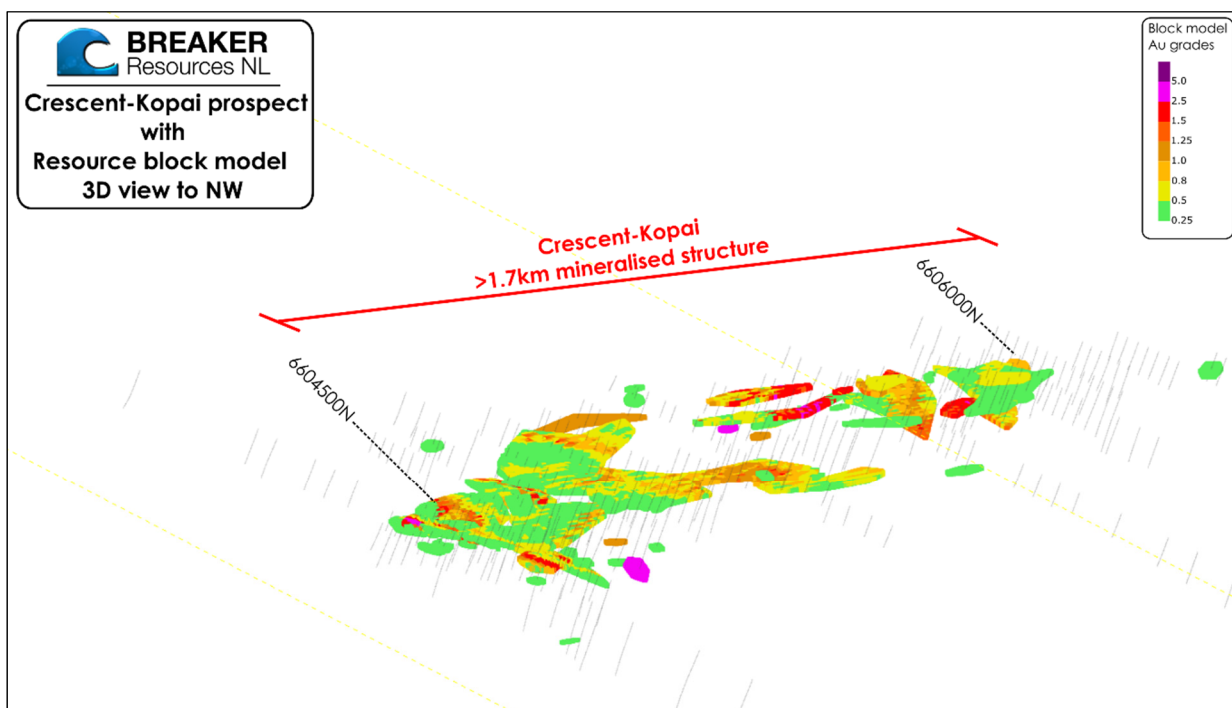 BREAKER
Resources NL
Crescent-Kopai prospect
with
Resource block model
3D view to NW
Block model
Au grades
5.0
2.5
1.5
1.25
1.0
0.8
0.5
0.25
Crescent-Kopai
>1.7km mineralised structure
6606000N
6604500N